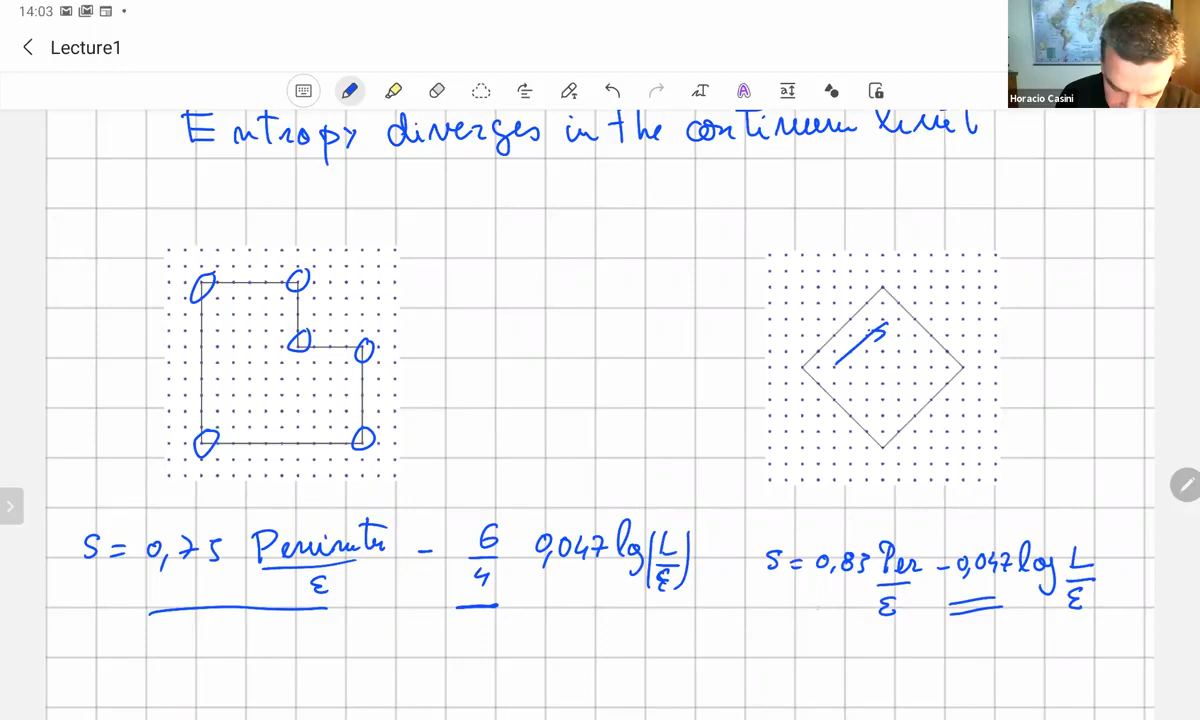 14:03
Lecture1
Horacio Casini
Entropy diverges in the continuum limit
S = 0,75 Perimeter/ε - 6/4 0,047 log(L/ε)
S = 0,83 Per/ε - 0,047 log L/ε